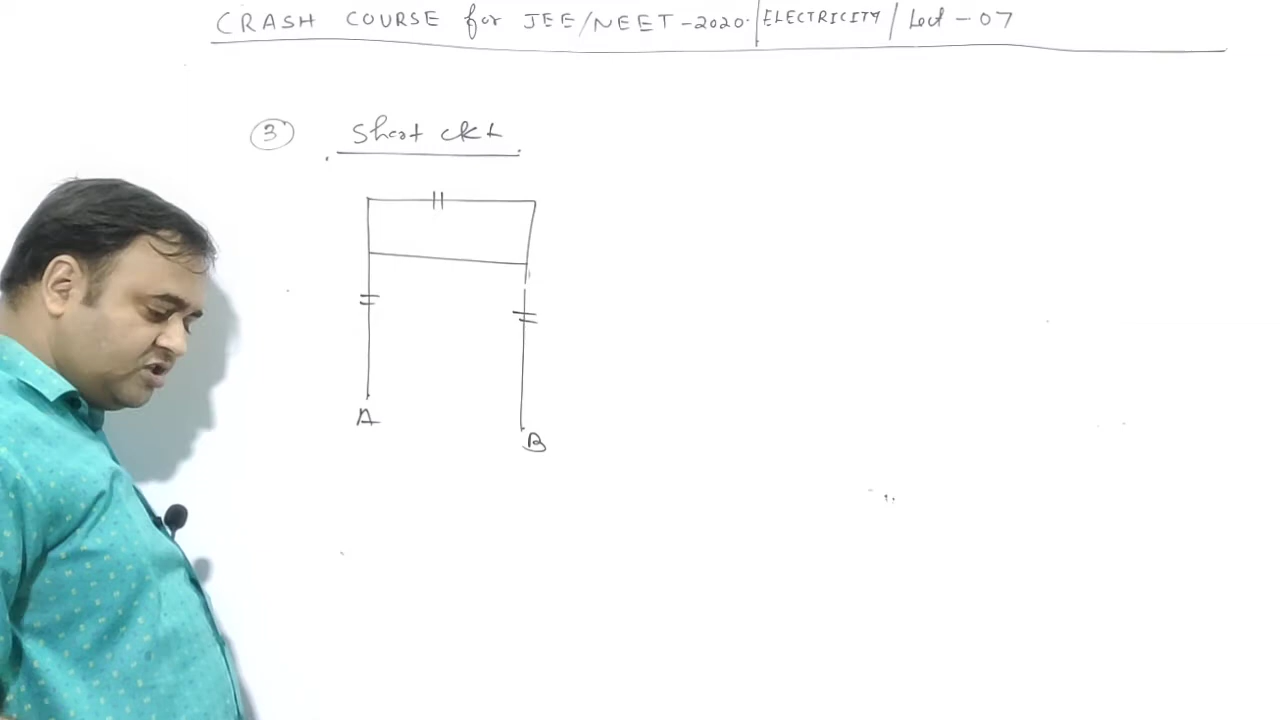 CRASH COURSE for JEE/NEET-2020 | ELECTRICITY / Lect - 07
3 Short ckt
A
B